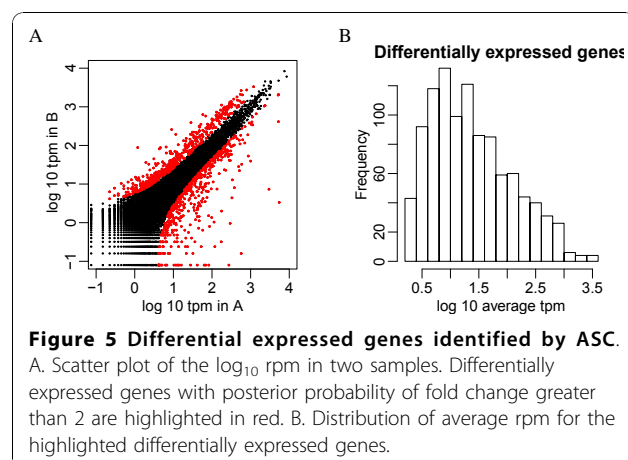 A
B
Differentially expressed genes
4
3
2
1
0
−1
log 10 tpm in B
−1 0 1 2 3 4
log 10 tpm in A
120
60
0
Frequency
0.5 1.5 2.5 3.5
log 10 average tpm
Figure 5 Differential expressed genes identified by ASC.
A. Scatter plot of the log10 rpm in two samples. Differentially
expressed genes with posterior probability of fold change greater
than 2 are highlighted in red. B. Distribution of average rpm for the
highlighted differentially expressed genes.